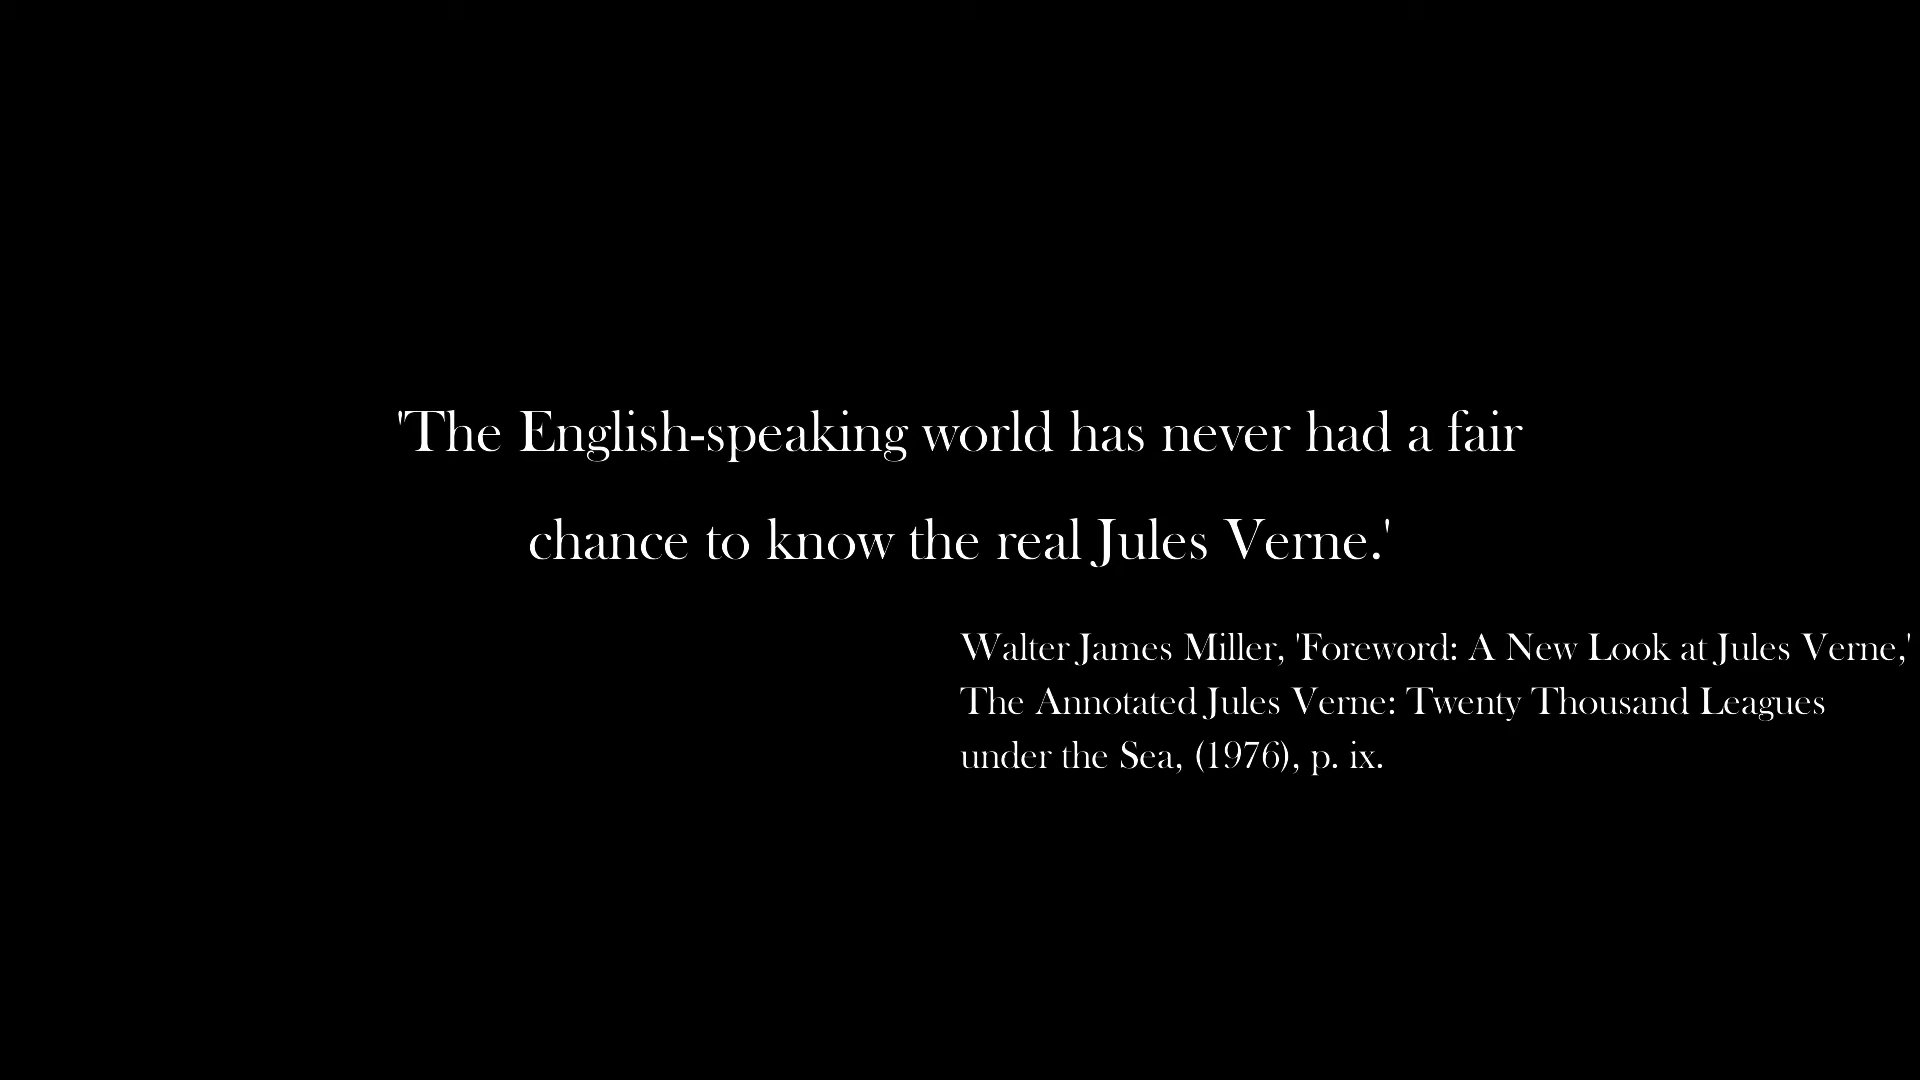 'The English-speaking world has never had a fair
chance to know the real Jules Verne.'
Walter James Miller, 'Foreword: A New Look at Jules Verne,'
The Annotated Jules Verne: Twenty Thousand Leagues
under the Sea, (1976), p. ix.